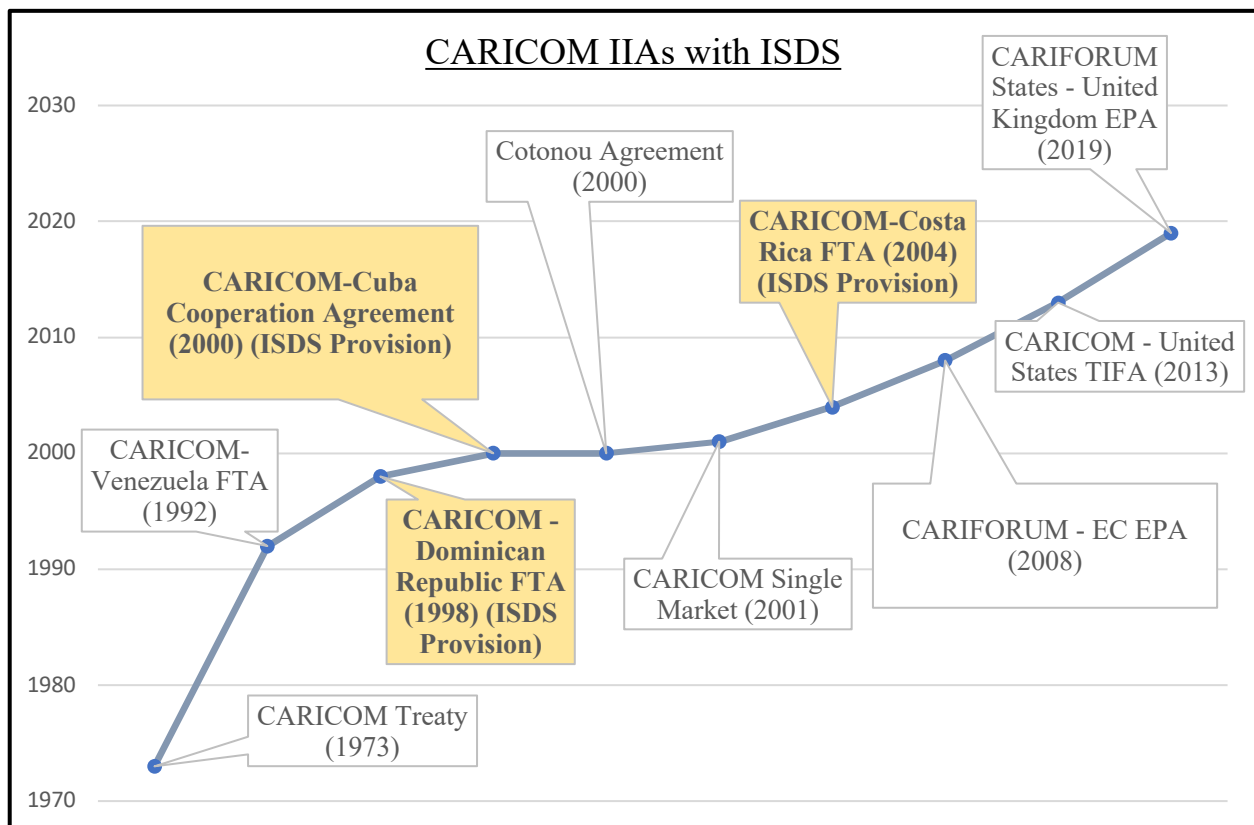 CARICOM IIAs with ISDS
2030
2020
2010
2000
1990
1980
1970
CARICOM Treaty
(1973)
CARICOM-
Venezuela FTA
(1992)
CARICOM -
Dominican
Republic FTA
(1998) (ISDS
Provision)
CARICOM-Cuba
Cooperation Agreement
(2000) (ISDS Provision)
Cotonou Agreement
(2000)
CARICOM Single
Market (2001)
CARICOM-Costa
Rica FTA (2004)
(ISDS Provision)
CARIFORUM - EC EPA
(2008)
CARICOM - United
States TIFA (2013)
CARIFORUM
States - United
Kingdom EPA
(2019)